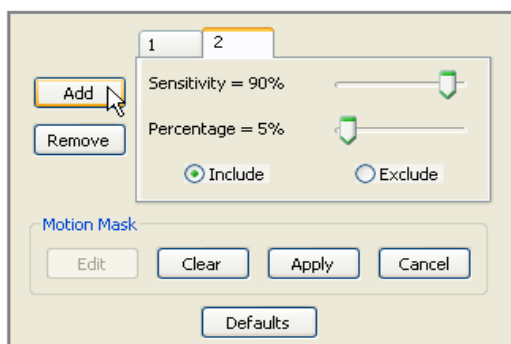 1 2
Add
Sensitivity = 90%
Remove
Percentage = 5%
Include Exclude
Motion Mask
Edit Clear Apply Cancel
Defaults